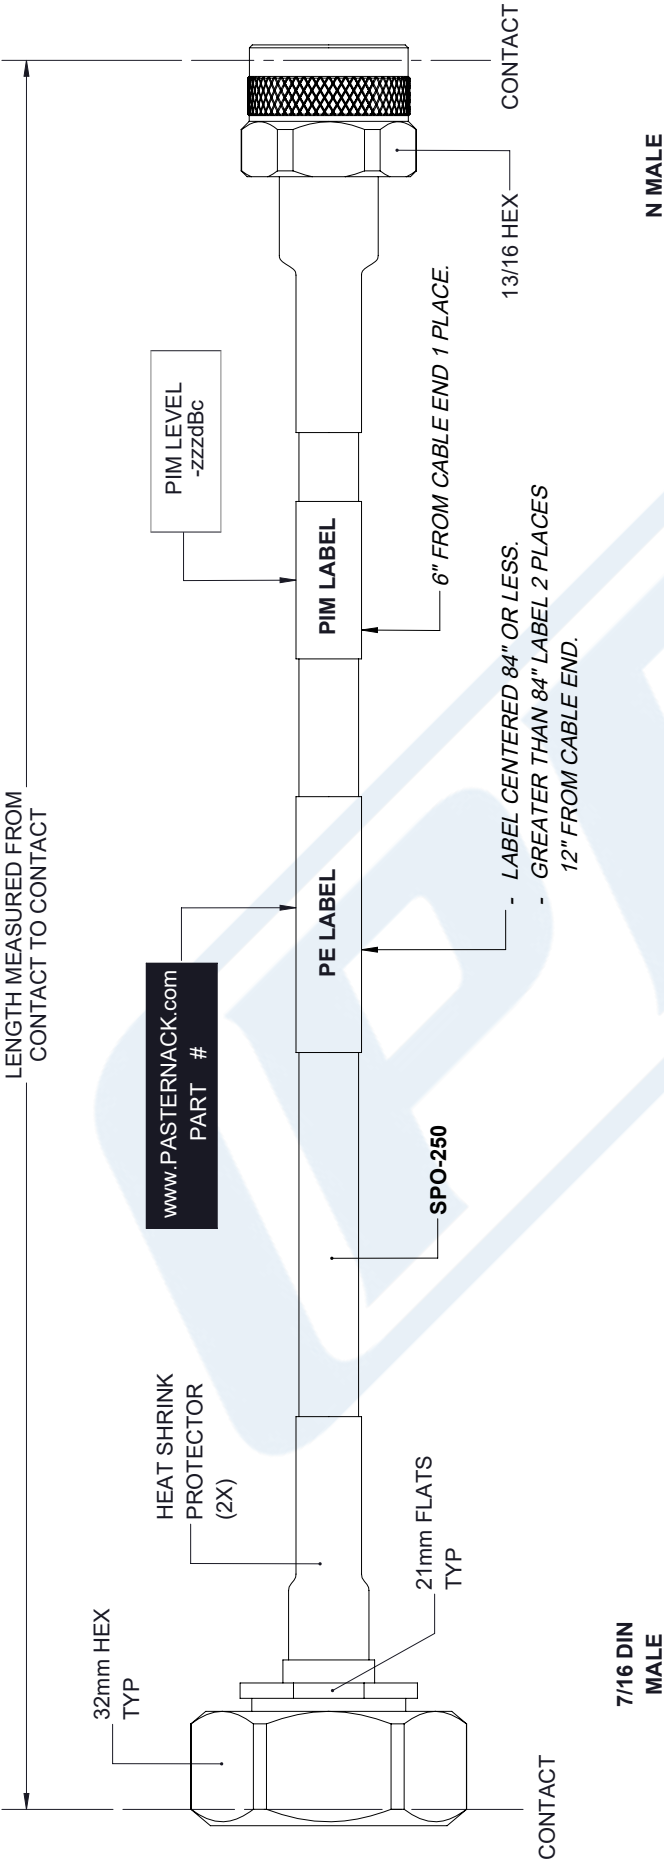 LENGTH MEASURED FROM
CONTACT TO CONTACT
32mm HEX
TYP
HEAT SHRINK
PROTECTOR
(2X)
www.PASTERNACK.com
PART #
PIM LEVEL
-zzzdBc
PE LABEL
PIM LABEL
21mm FLATS
TYP
SPO-250
6" FROM CABLE END 1 PLACE.
- LABEL CENTERED 84" OR LESS.
- GREATER THAN 84" LABEL 2 PLACES
12" FROM CABLE END.
13/16 HEX
CONTACT
CONTACT
7/16 DIN
MALE
N MALE